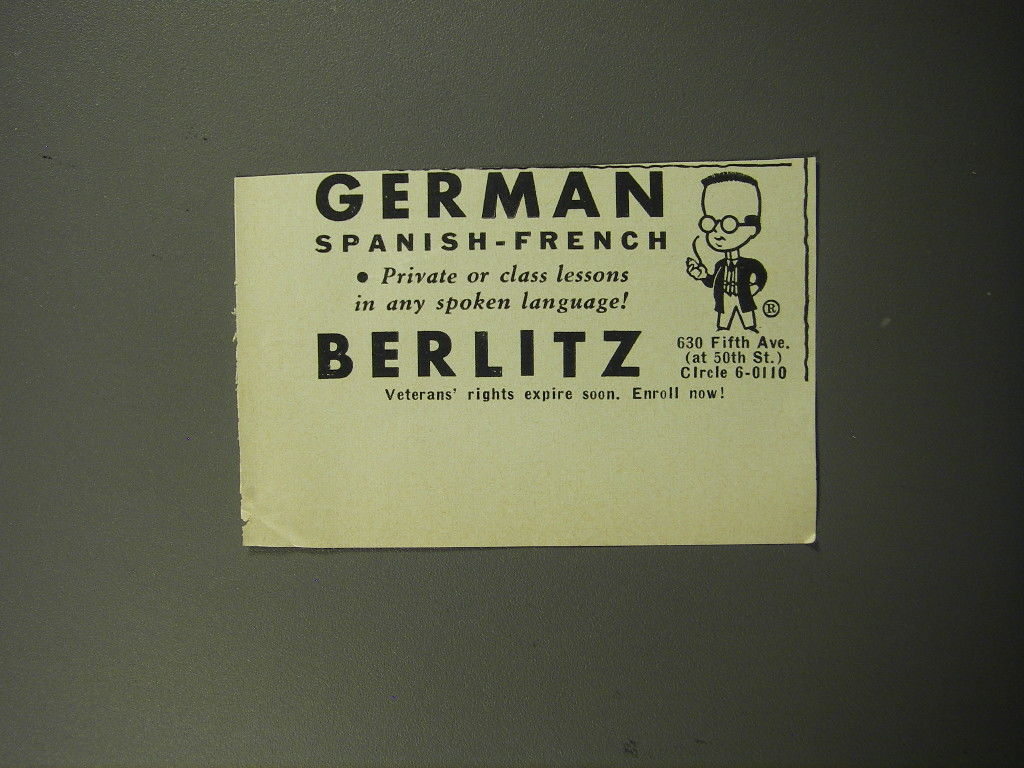 GERMAN
SPANISH-FRENCH
• Private or class lessons
in any spoken language!
BERLITZ
®
630 Fifth Ave.
(at 50th St.)
CIrcle 6-0110
Veterans' rights expire soon. Enroll now!